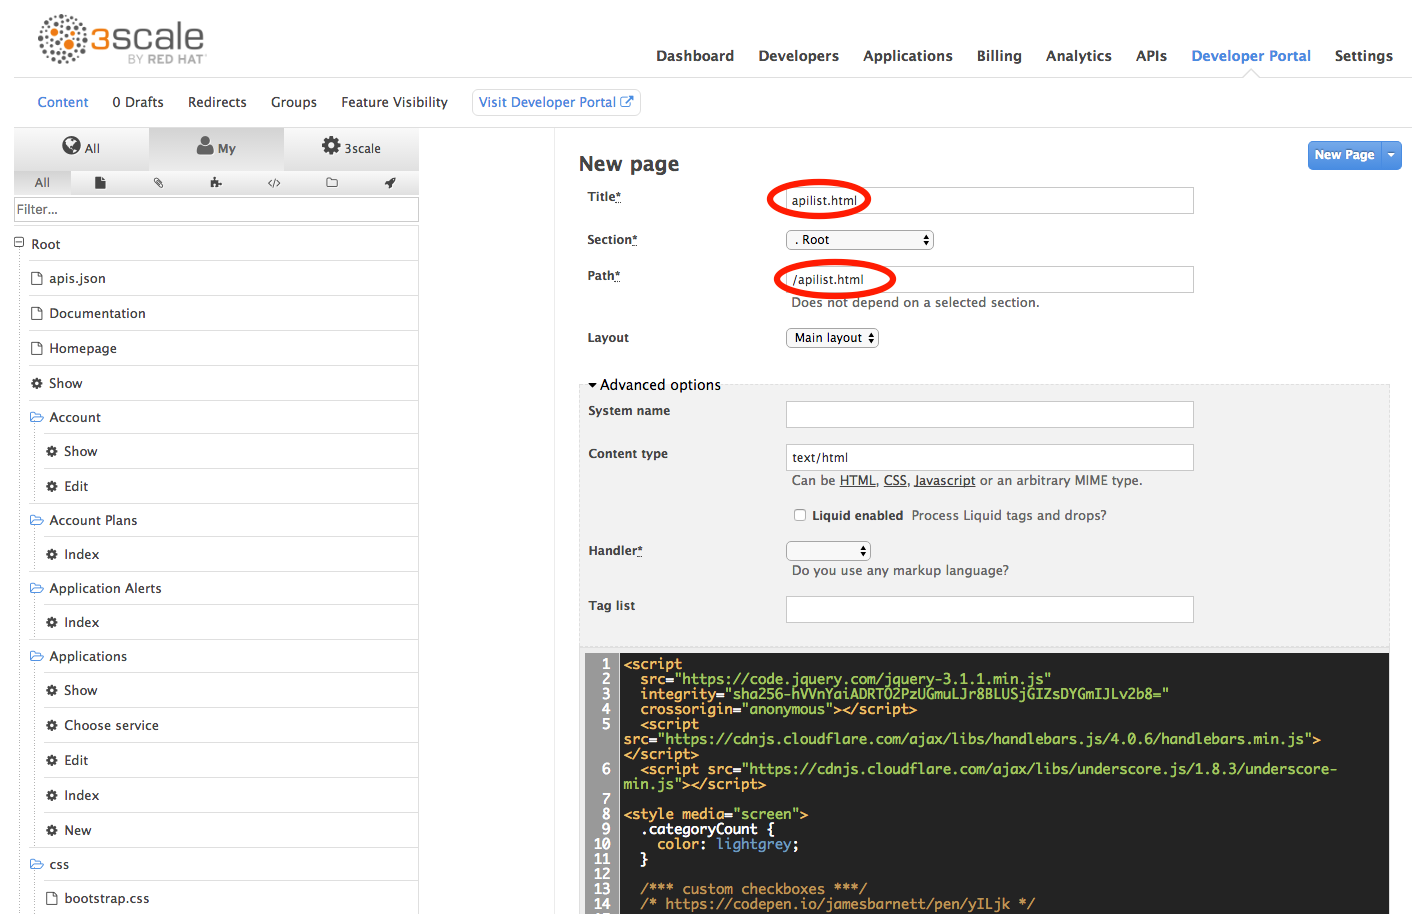 3scale
BY RED HAT
Dashboard Developers Applications Billing Analytics APIs Developer Portal Settings
Content 0 Drafts Redirects Groups Feature Visibility Visit Developer Portal
All My 3scale
All
Filter...
Root
apis.json
Documentation
Homepage
Show
Account
Show
Edit
Account Plans
Index
Application Alerts
Index
Applications
Show
Choose service
Edit
Index
New
css
bootstrap.css
New page
New Page
Title* apilist.html
Section* . Root
Path* /apilist.html
Does not depend on a selected section.
Layout Main layout
Advanced options
System name
Content type text/html
Can be HTML, CSS, Javascript or an arbitrary MIME type.
Liquid enabled Process Liquid tags and drops?
Handler*
Do you use any markup language?
Tag list
1 <script
2 src="https://code.jquery.com/jquery-3.1.1.min.js"
3 integrity="sha256-hVVnYaiADRTO2PzUGmuLJr8BLUSjGIZsDYGmIJLv2b8="
4 crossorigin="anonymous"></script>
5 <script
src="https://cdnjs.cloudflare.com/ajax/libs/handlebars.js/4.0.6/handlebars.min.js">
</script>
6 <script src="https://cdnjs.cloudflare.com/ajax/libs/underscore.js/1.8.3/underscore-
min.js"></script>
7
8 <style media="screen">
9 .categoryCount {
10 color: lightgrey;
11 }
12
13 /*** custom checkboxes ***/
14 /* https://codepen.io/jamesbarnett/pen/yILjk */